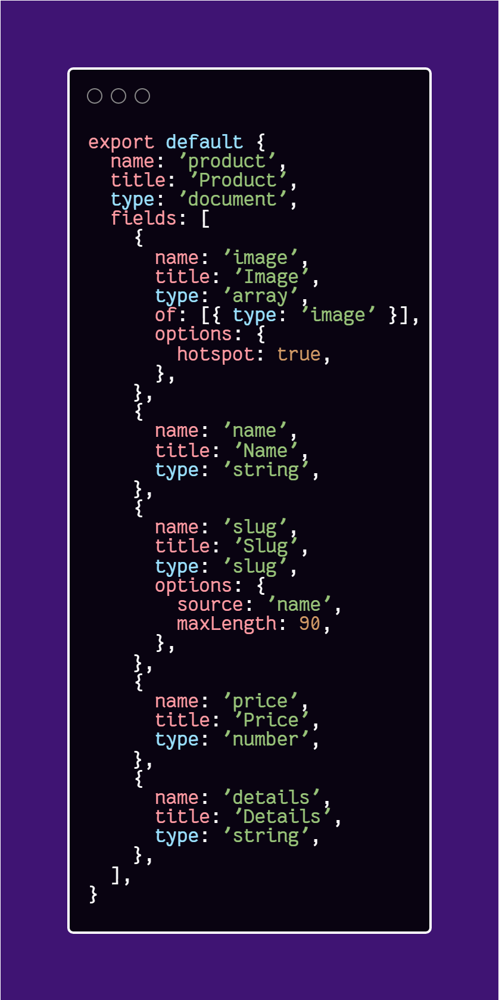 export default {
  name: 'product',
  title: 'Product',
  type: 'document',
  fields: [
    {
      name: 'image',
      title: 'Image',
      type: 'array',
      of: [{ type: 'image' }],
      options: {
        hotspot: true,
      },
    },
    {
      name: 'name',
      title: 'Name',
      type: 'string',
    },
    {
      name: 'slug',
      title: 'Slug',
      type: 'slug',
      options: {
        source: 'name',
        maxLength: 90,
      },
    },
    {
      name: 'price',
      title: 'Price',
      type: 'number',
    },
    {
      name: 'details',
      title: 'Details',
      type: 'string',
    },
  ],
}